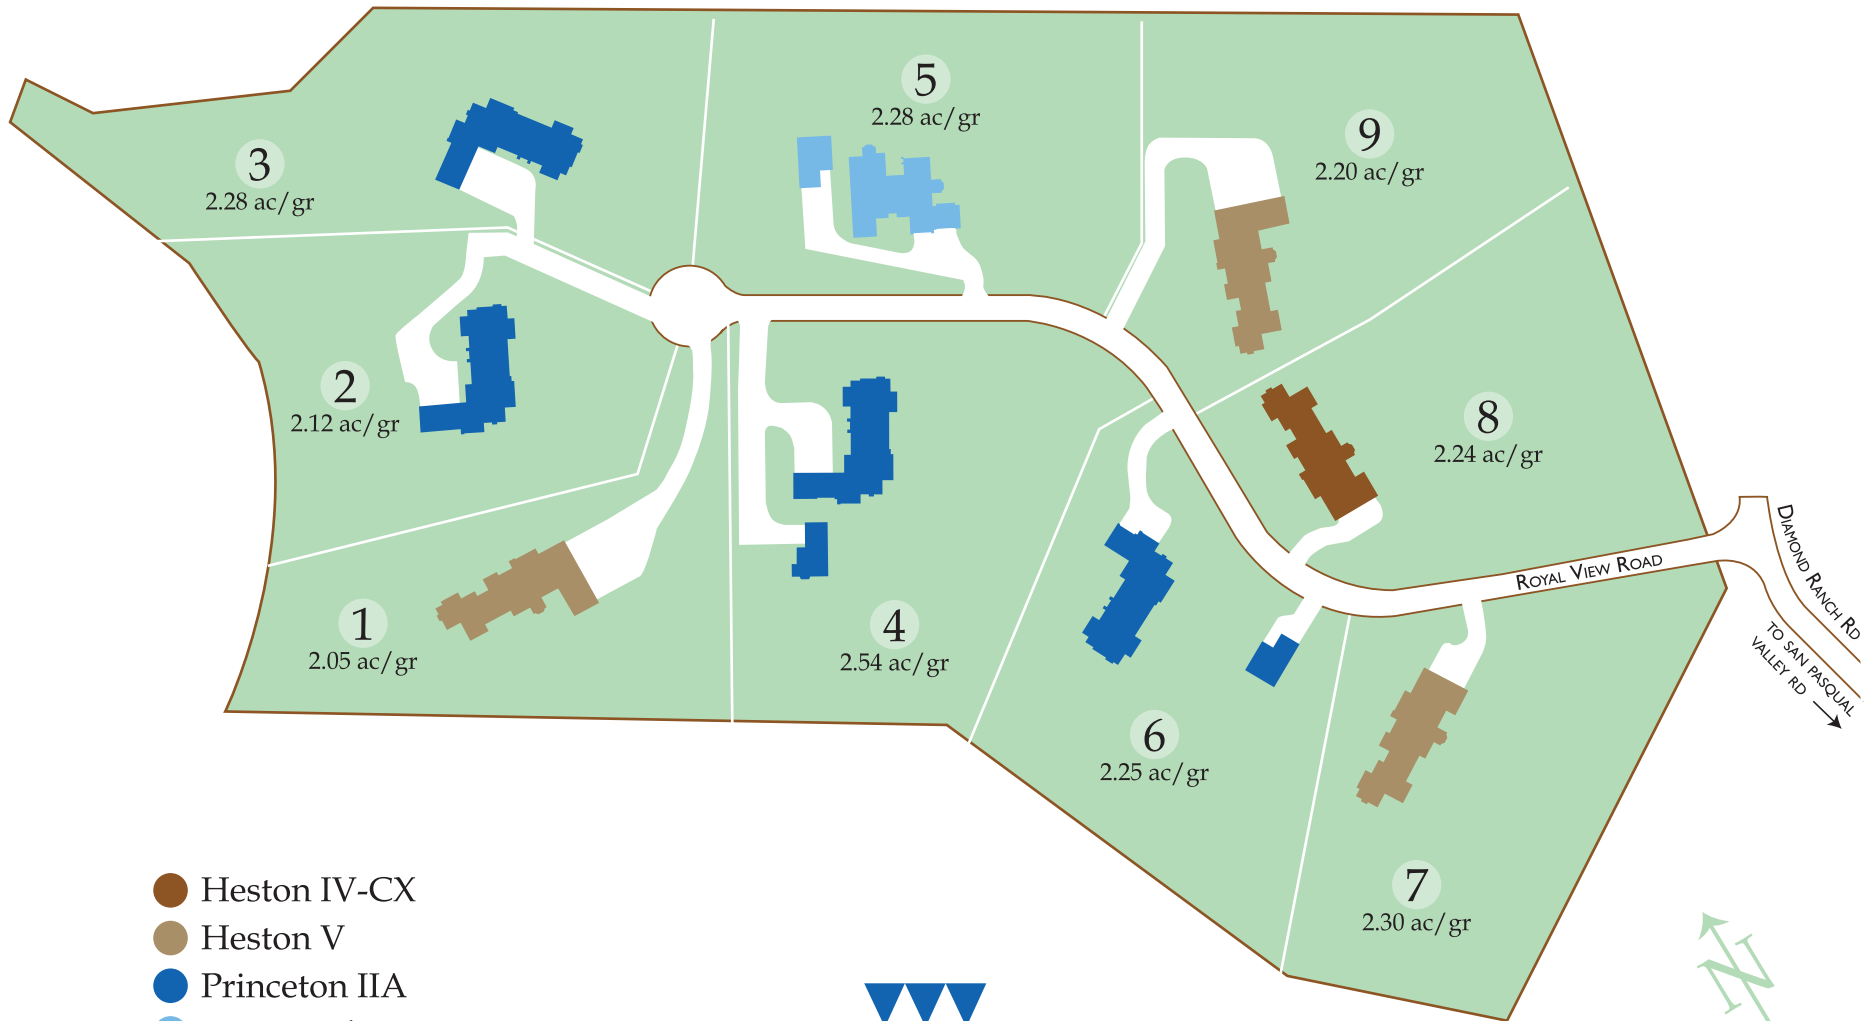 5
2.28 ac/gr
9
2.20 ac/gr
3
2.28 ac/gr
2
2.12 ac/gr
8
2.24 ac/gr
1
2.05 ac/gr
4
2.54 ac/gr
6
2.25 ac/gr
7
2.30 ac/gr
ROYAL VIEW ROAD
DIAMOND RANCH RD
TO SAN PASQUAL
VALLEY RD
Heston IV-CX
Heston V
Princeton IIA
N